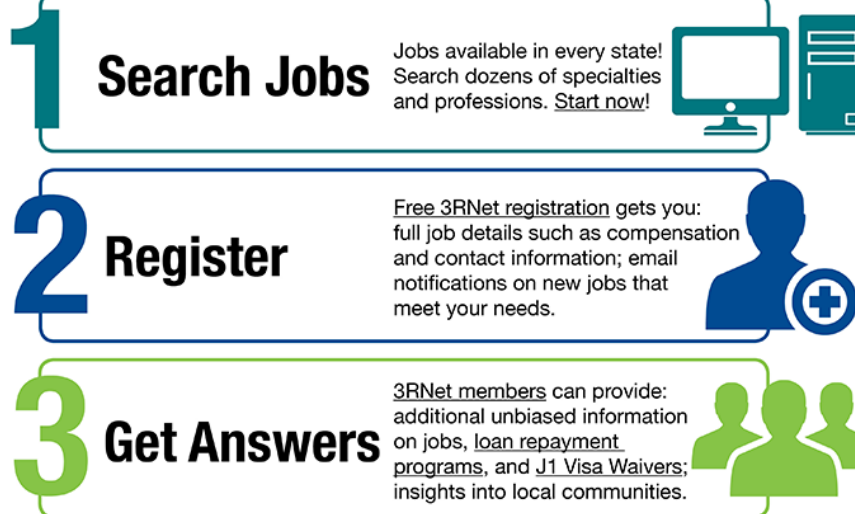 1
Search Jobs
Jobs available in every state!
Search dozens of specialties
and professions. Start now!
2
Register
Free 3RNet registration gets you:
full job details such as compensation
and contact information; email
notifications on new jobs that
meet your needs.
3
Get Answers
3RNet members can provide:
additional unbiased information
on jobs, loan repayment
programs, and J1 Visa Waivers;
insights into local communities.